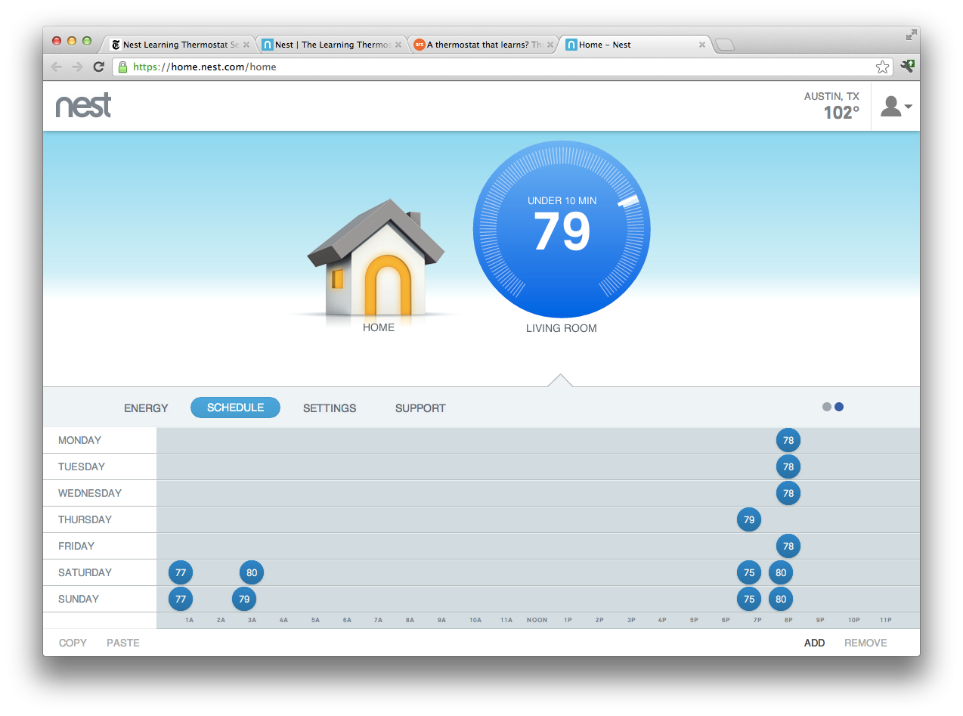 Nest Learning Thermostat Se
Nest | The Learning Thermos
A thermostat that learns? Th
Home - Nest
https://home.nest.com/home
nest
AUSTIN, TX
102°
UNDER 10 MIN
79
HOME
LIVING ROOM
ENERGY SCHEDULE SETTINGS SUPPORT
MONDAY 78
TUESDAY 78
WEDNESDAY 78
THURSDAY 79
FRIDAY 78
SATURDAY 77 80 75 80
SUNDAY 77 79 75 80
1A 2A 3A 4A 5A 6A 7A 8A 9A 10A 11A NOON 1P 2P 3P 4P 5P 6P 7P 8P 9P 10P 11P
COPY PASTE ADD REMOVE